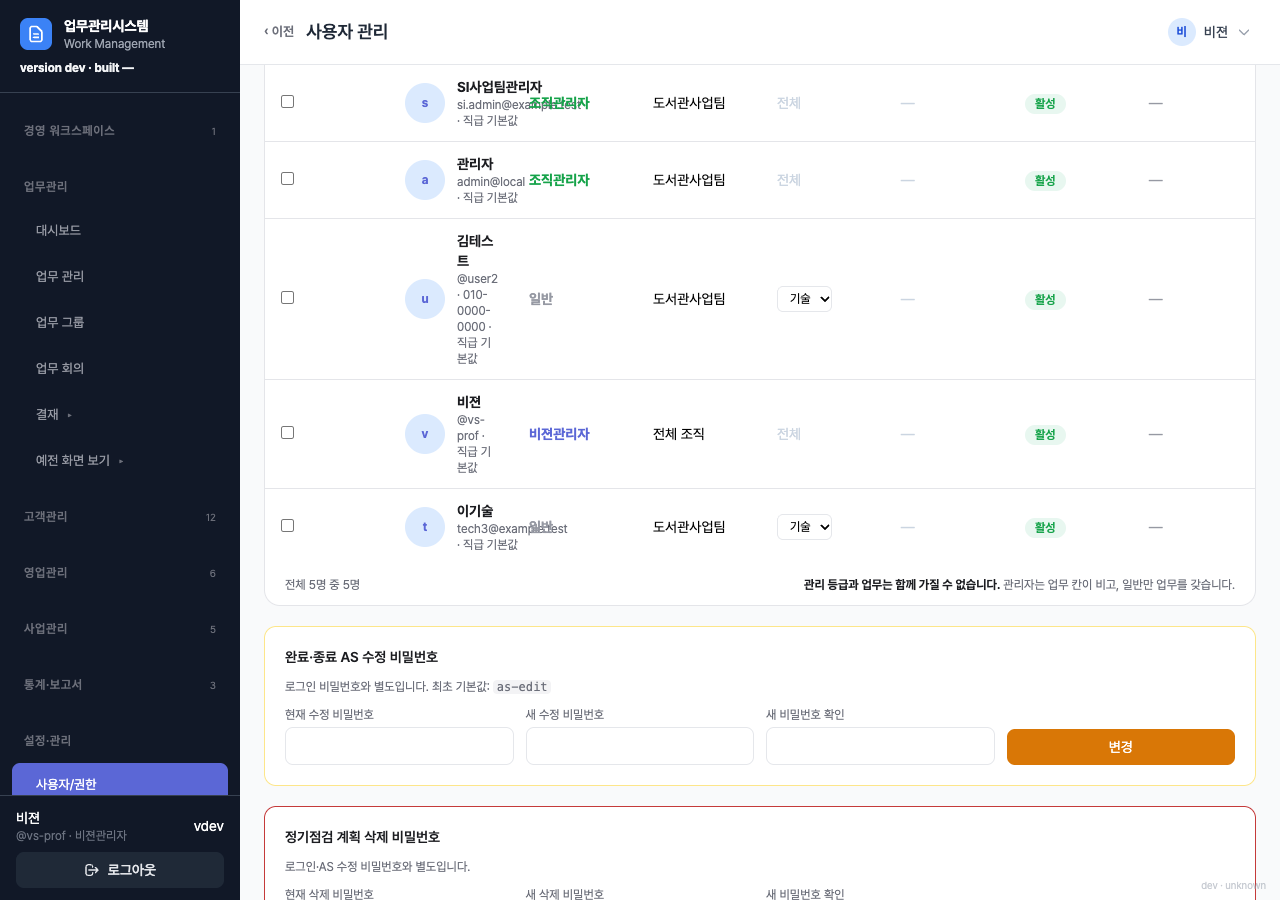 업무관리시스템
Work Management
version dev · built —
경영 워크스페이스 1
업무관리
대시보드
업무 관리
업무 그룹
업무 회의
결재 ▸
예전 화면 보기 ▸
고객관리 12
영업관리 6
사업관리 5
통계·보고서 3
설정·관리
사용자/권한
비젼
@vs-prof · 비젼관리자
vdev
로그아웃
‹ 이전 사용자 관리
비 비젼
s SI사업팀관리자
si.admin@example.test
· 직급 기본값
조직관리자 도서관사업팀 전체 — 활성 —
a 관리자
admin@local
· 직급 기본값
조직관리자 도서관사업팀 전체 — 활성 —
u 김테스
트
@user2
· 010-
0000-
0000 ·
직급 기
본값
일반 도서관사업팀 기술 — 활성 —
v 비젼
@vs-
prof ·
직급 기
본값
비젼관리자 전체 조직 전체 — 활성 —
t 이기술
tech3@example.test
· 직급 기본값
일반 도서관사업팀 기술 — 활성 —
전체 5명 중 5명
관리 등급과 업무는 함께 가질 수 없습니다. 관리자는 업무 칸이 비고, 일반만 업무를 갖습니다.
완료·종료 AS 수정 비밀번호
로그인 비밀번호와 별도입니다. 최초 기본값: as-edit
현재 수정 비밀번호 새 수정 비밀번호 새 비밀번호 확인
변경
정기점검 계획 삭제 비밀번호
로그인·AS 수정 비밀번호와 별도입니다.
현재 삭제 비밀번호 새 삭제 비밀번호 새 비밀번호 확인
dev · unknown